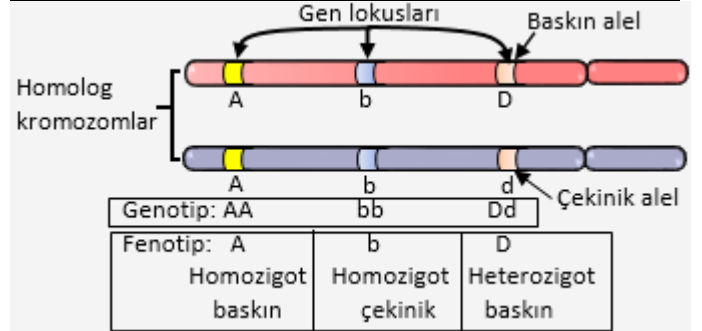 Gen lokusları
Baskın alel
Homolog
kromozomlar
A b D
A b d
Çekinik alel
Genotip: AA bb Dd
Fenotip: A b D
Homozigot Homozigot Heterozigot
baskın çekinik baskın